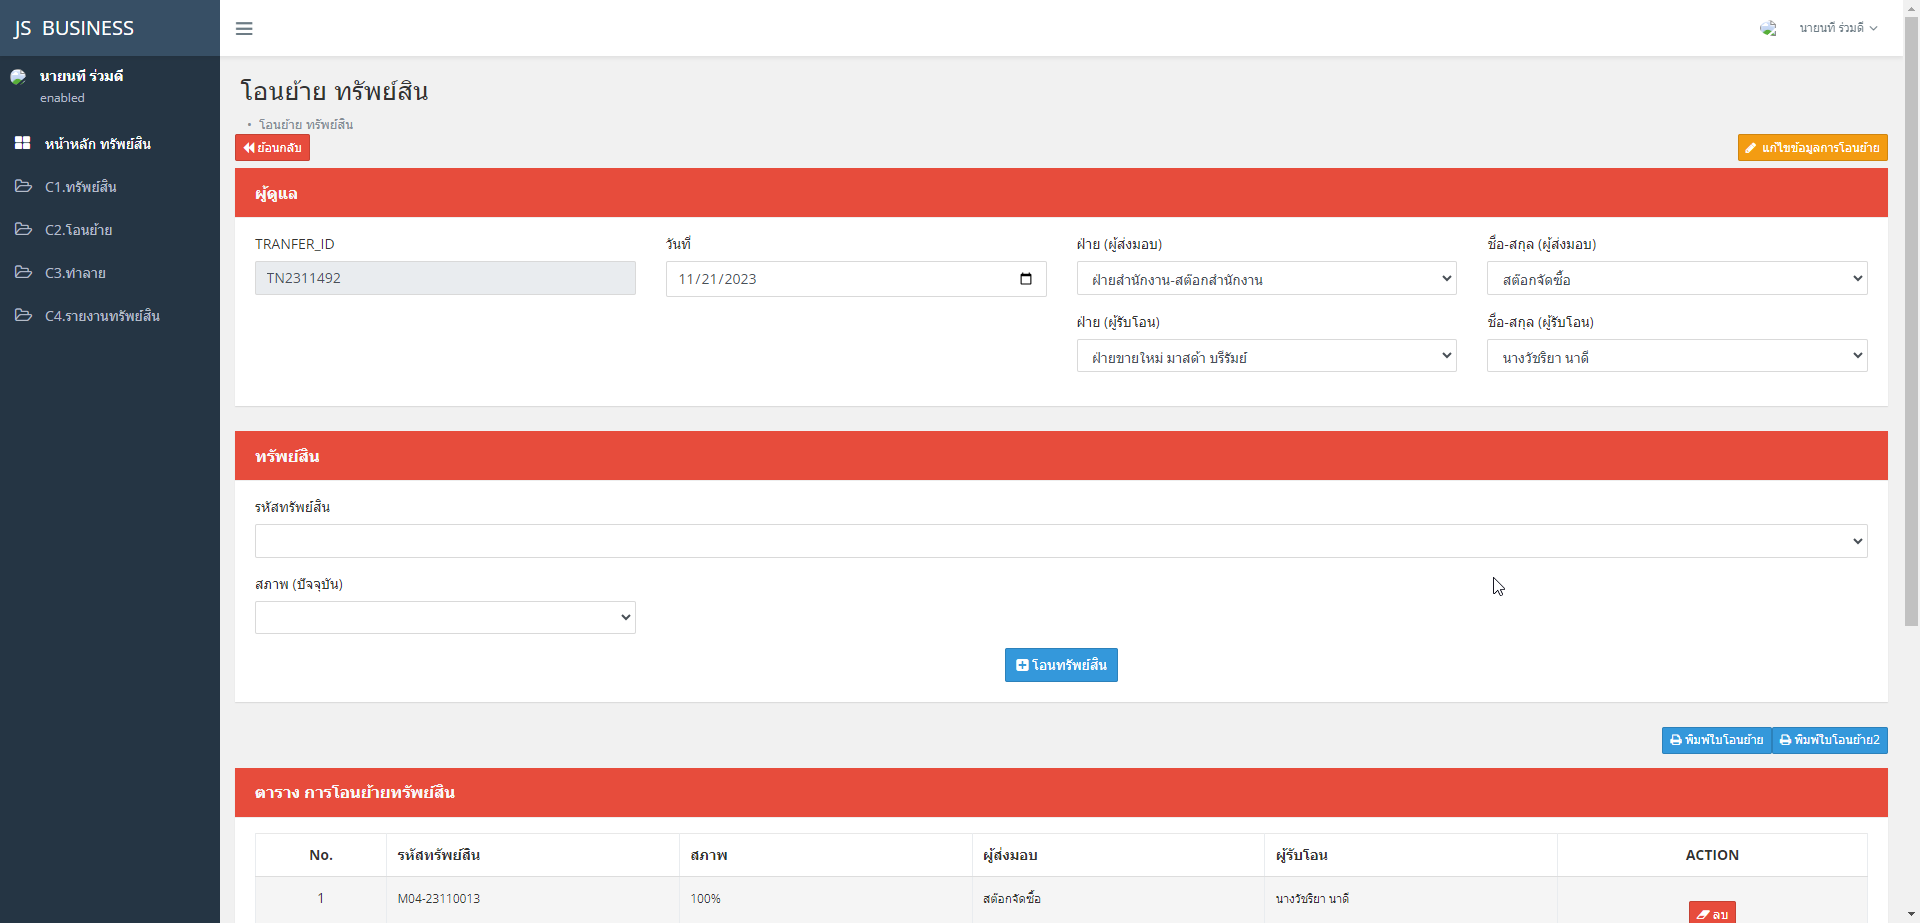 JS BUSINESS
นายนที ร่วมดี
นายนที ร่วมดี
enabled
หน้าหลัก ทรัพย์สิน
C1.ทรัพย์สิน
C2.โอนย้าย
C3.ทำลาย
C4.รายงานทรัพย์สิน
โอนย้าย ทรัพย์สิน
• โอนย้าย ทรัพย์สิน
ย้อนกลับ
แก้ไขข้อมูลการโอนย้าย
ผู้ดูแล
TRANFER_ID
วันที่
ฝ่าย (ผู้ส่งมอบ)
ชื่อ-สกุล (ผู้ส่งมอบ)
TN2311492
11/21/2023
ฝ่ายสำนักงาน-สต๊อกสำนักงาน
สต๊อกจัดซื้อ
ฝ่าย (ผู้รับโอน)
ชื่อ-สกุล (ผู้รับโอน)
ฝ่ายขายใหม่ มาสด้า บรีรัมย์
นางวัชริยา นาดี
ทรัพย์สิน
รหัสทรัพย์สิน
สภาพ (ปัจจุบัน)
โอนทรัพย์สิน
พิมพ์ใบโอนย้าย
พิมพ์ใบโอนย้าย2
ตาราง การโอนย้ายทรัพย์สิน
No. รหัสทรัพย์สิน สภาพ ผู้ส่งมอบ ผู้รับโอน ACTION
1 M04-23110013 100% สต๊อกจัดซื้อ นางวัชริยา นาดี
ลบ